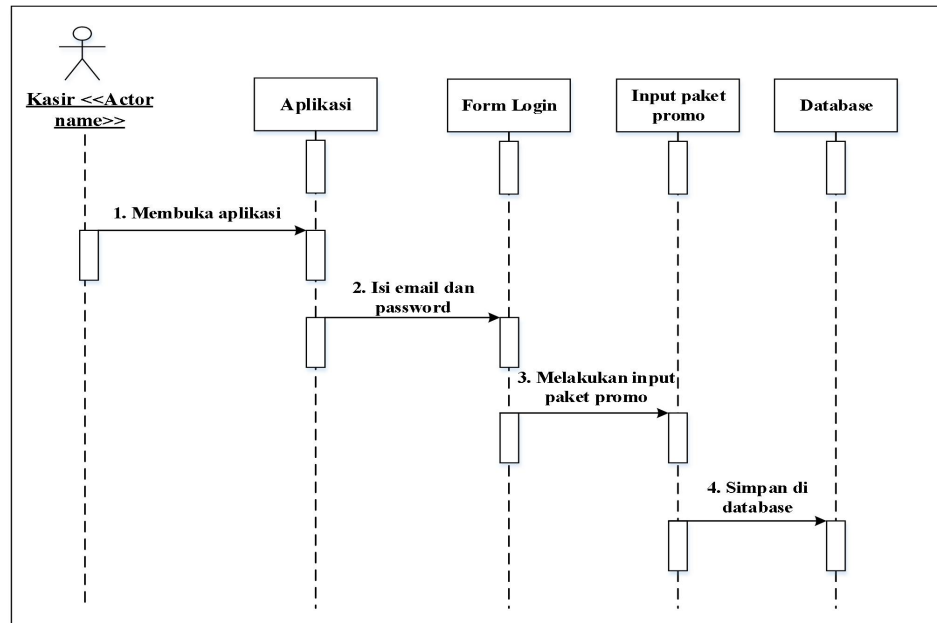 Kasir <<Actor
name>>
Aplikasi
Form Login
Input paket
promo
Database
1. Membuka aplikasi
2. Isi email dan
password
3. Melakukan input
paket promo
4. Simpan di
database